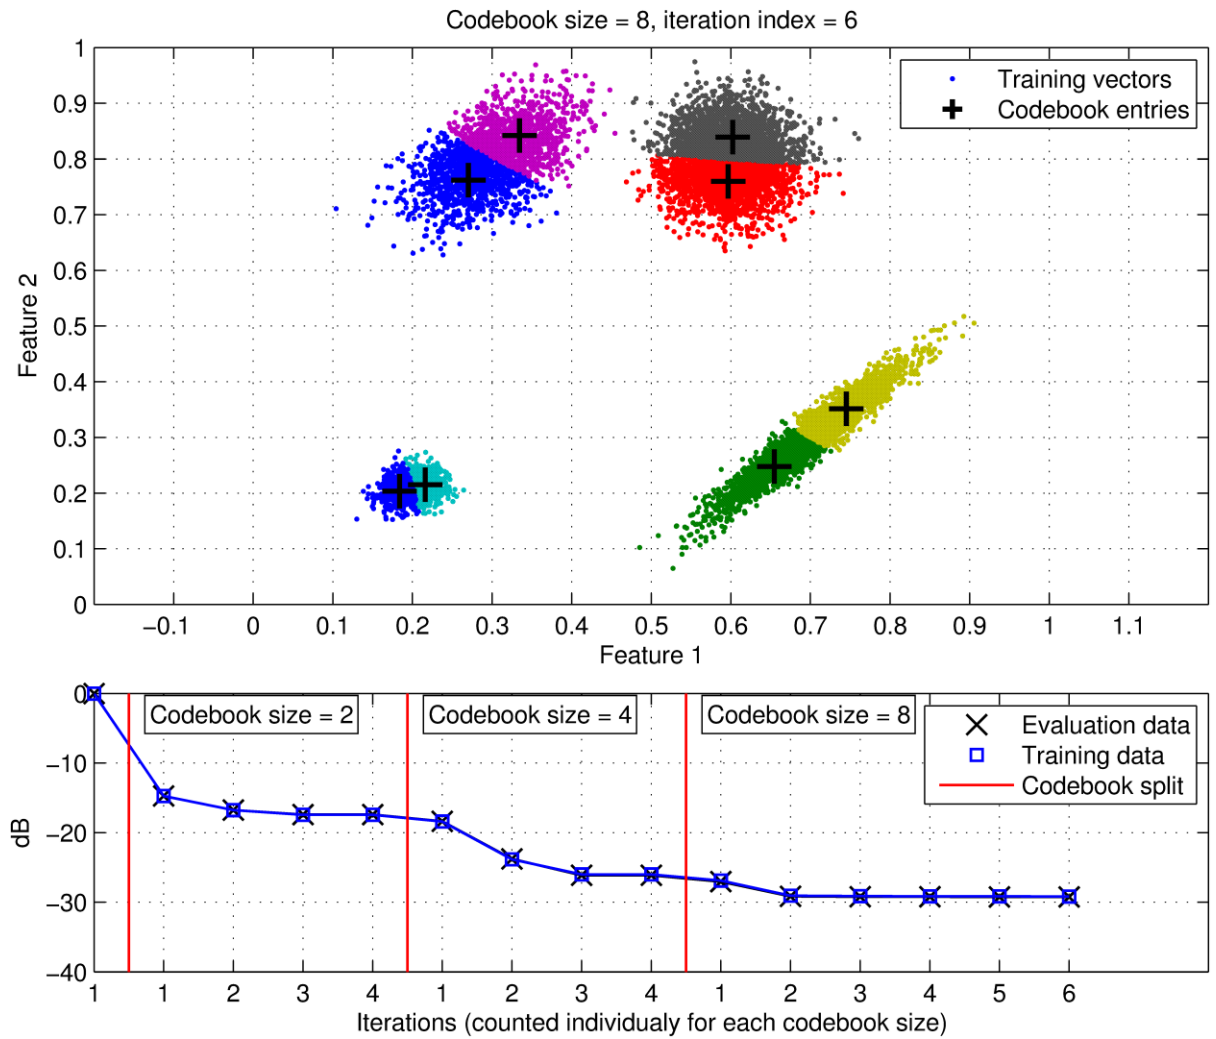 Codebook size = 8, iteration index = 6
Training vectors
Codebook entries
1
0.9
0.8
0.7
0.6
0.5
0.4
0.3
0.2
0.1
0
Feature 2
−0.1 0 0.1 0.2 0.3 0.4 0.5 0.6 0.7 0.8 0.9 1 1.1
Feature 1
Codebook size = 2
Codebook size = 4
Codebook size = 8
Evaluation data
Training data
Codebook split
0
−10
−20
−30
−40
dB
1 1 2 3 4 1 2 3 4 1 2 3 4 5 6
Iterations (counted individualy for each codebook size)